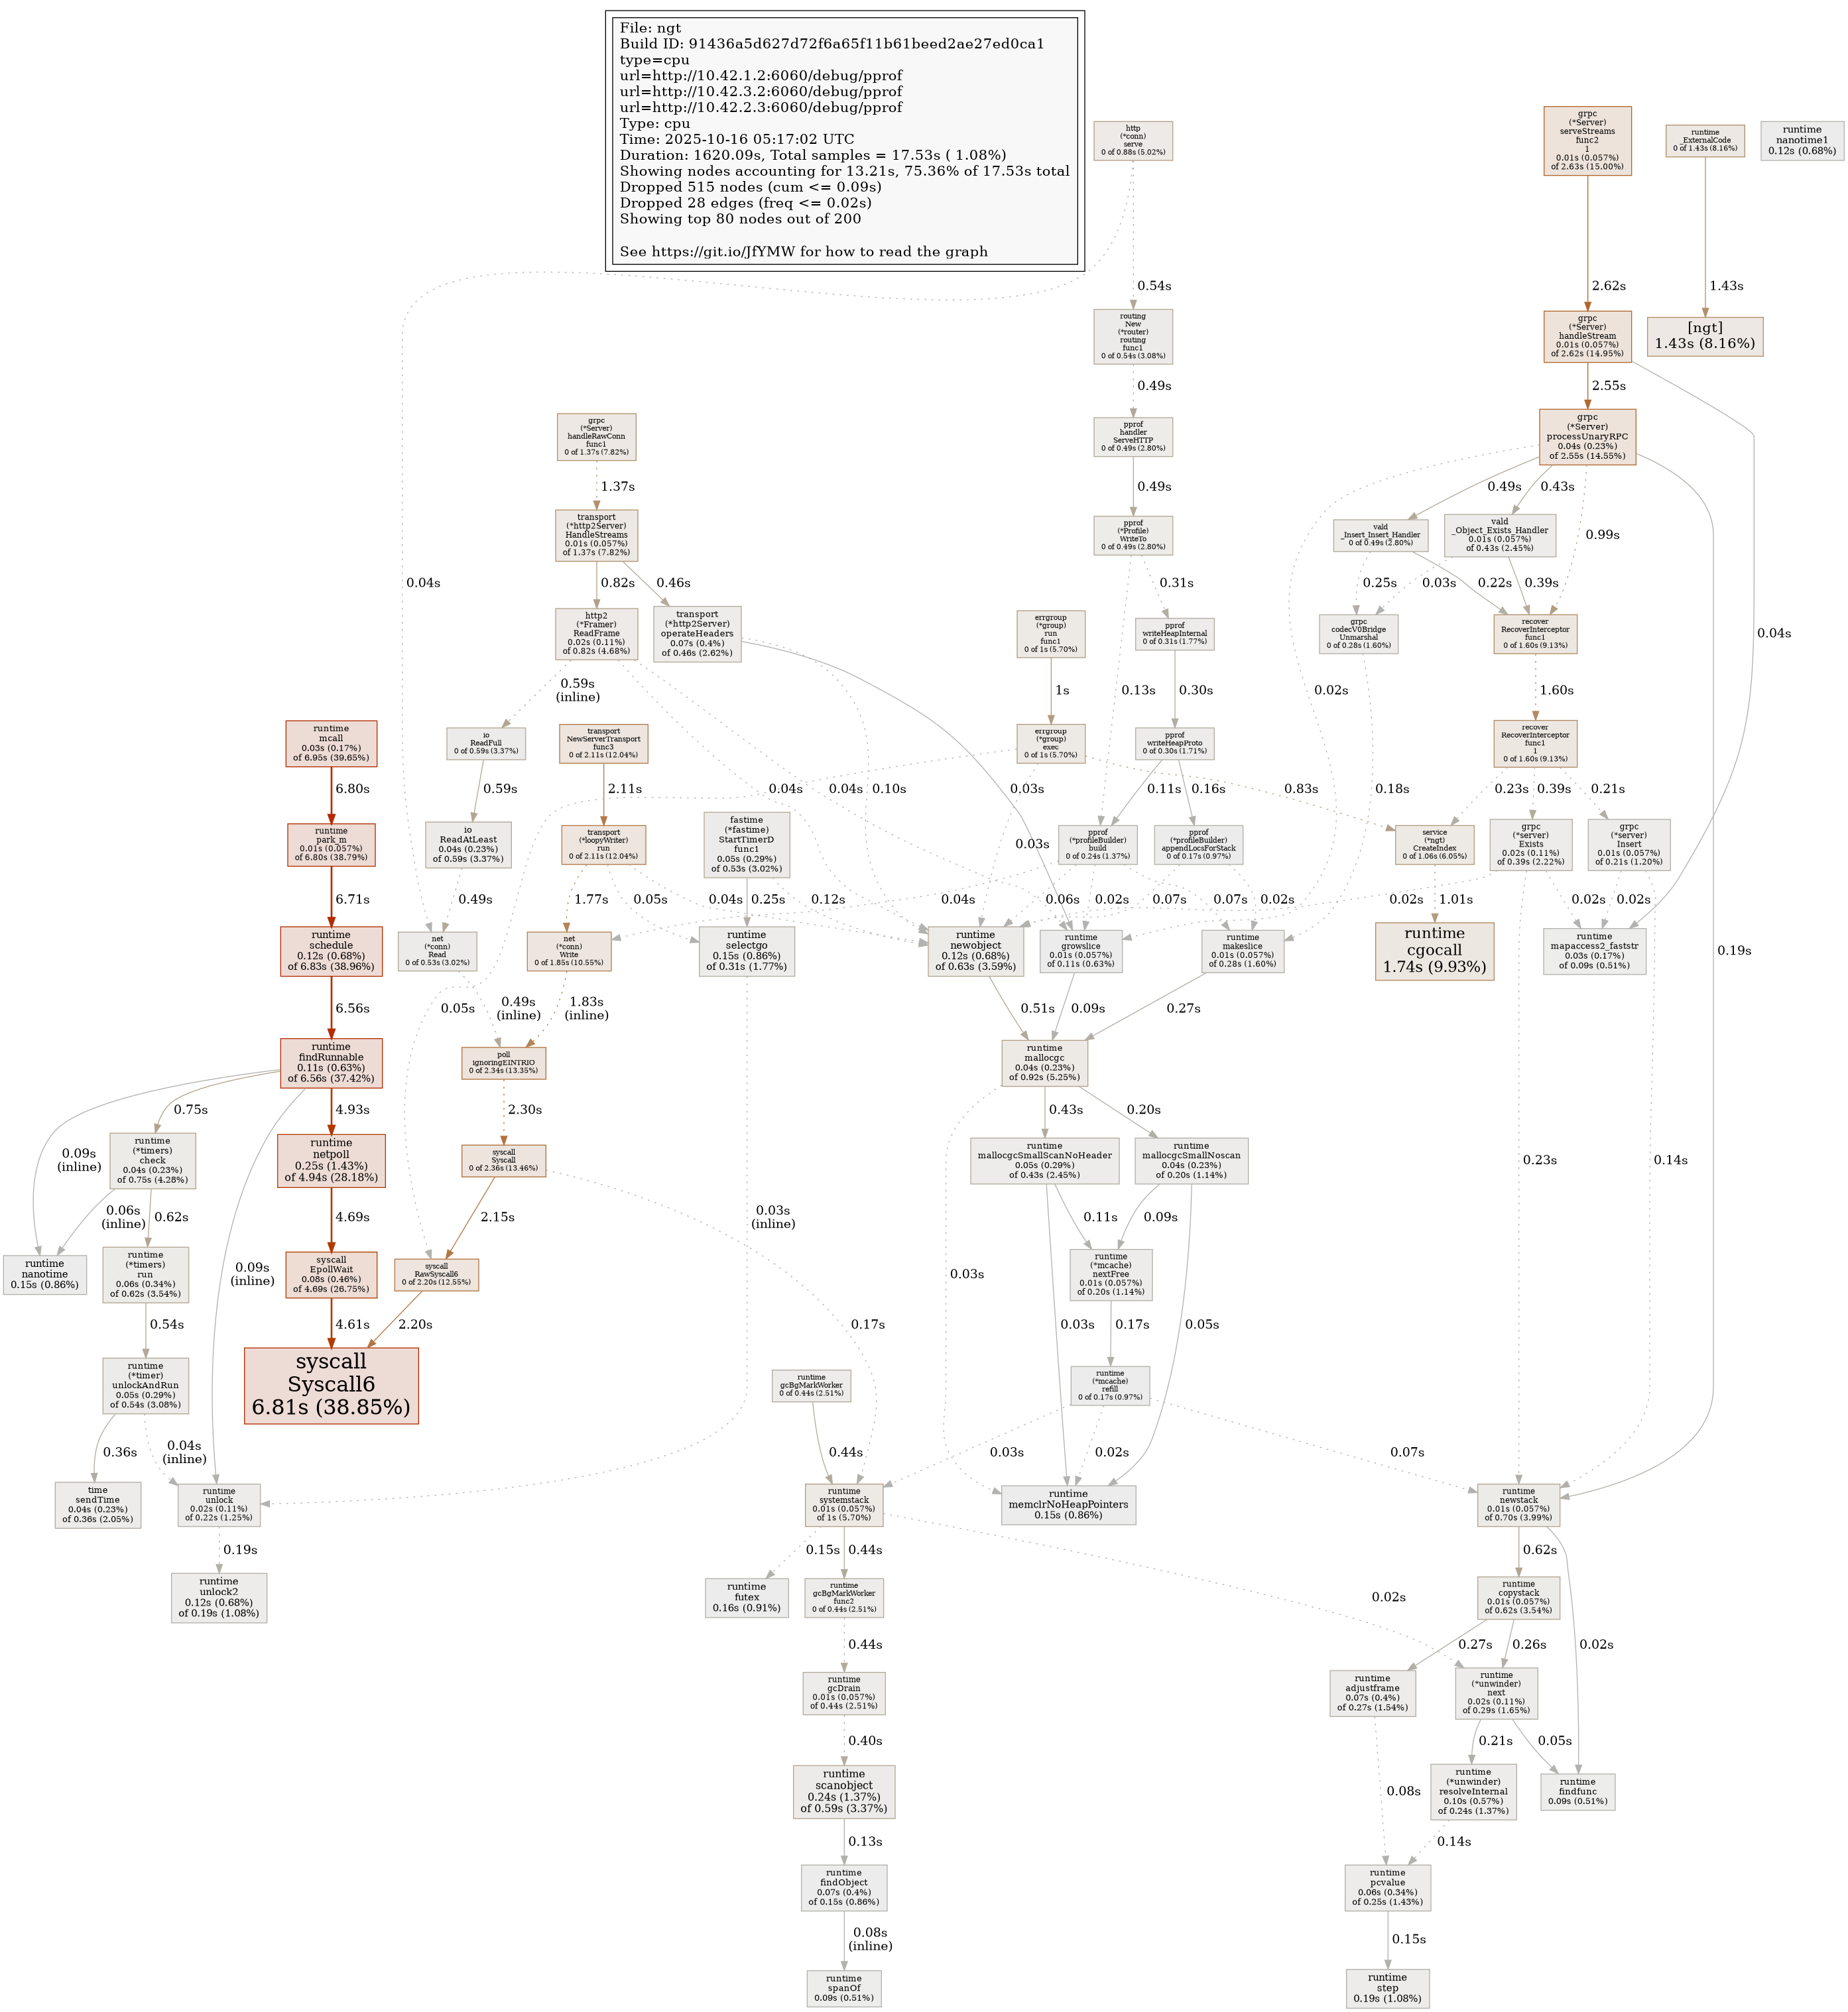 File: ngt
Build ID: 91436a5d627d72f6a65f11b61beed2ae27ed0ca1
type=cpu
url=http://10.42.1.2:6060/debug/pprof
url=http://10.42.3.2:6060/debug/pprof
url=http://10.42.2.3:6060/debug/pprof
Type: cpu
Time: 2025-10-16 05:17:02 UTC
Duration: 1620.09s, Total samples = 17.53s ( 1.08%)
Showing nodes accounting for 13.21s, 75.36% of 17.53s total
Dropped 515 nodes (cum <= 0.09s)
Dropped 28 edges (freq <= 0.02s)
Showing top 80 nodes out of 200
See https://git.io/JfYMW for how to read the graph
http
(*conn)
serve
0 of 0.88s (5.02%)
grpc
(*Server)
serveStreams
func2
1
0.01s (0.057%)
of 2.63s (15.00%)
runtime
_ExternalCode
0 of 1.43s (8.16%)
runtime
nanotime1
0.12s (0.68%)
0.54s
2.62s
1.43s
routing
New
(*router)
routing
func1
0 of 0.54s (3.08%)
grpc
(*Server)
handleStream
0.01s (0.057%)
of 2.62s (14.95%)
[ngt]
1.43s (8.16%)
0.49s
2.55s
grpc
(*Server)
handleRawConn
func1
0 of 1.37s (7.82%)
pprof
handler
ServeHTTP
0 of 0.49s (2.80%)
grpc
(*Server)
processUnaryRPC
0.04s (0.23%)
of 2.55s (14.55%)
1.37s
0.49s
0.49s
0.43s
transport
(*http2Server)
HandleStreams
0.01s (0.057%)
of 1.37s (7.82%)
pprof
(*Profile)
WriteTo
0 of 0.49s (2.80%)
vald
_Insert_Insert_Handler
0 of 0.49s (2.80%)
vald
_Object_Exists_Handler
0.01s (0.057%)
of 0.43s (2.45%)
0.99s
0.04s
0.82s
0.46s
0.31s
0.25s
0.03s
0.22s
0.39s
http2
(*Framer)
ReadFrame
0.02s (0.11%)
of 0.82s (4.68%)
transport
(*http2Server)
operateHeaders
0.07s (0.4%)
of 0.46s (2.62%)
errgroup
(*group)
run
func1
0 of 1s (5.70%)
pprof
writeHeapInternal
0 of 0.31s (1.77%)
grpc
codecV0Bridge
Unmarshal
0 of 0.28s (1.60%)
recover
RecoverInterceptor
func1
0 of 1.60s (9.13%)
0.04s
0.59s
(inline)
1s
0.13s
0.30s
0.02s
1.60s
runtime
mcall
0.03s (0.17%)
of 6.95s (39.65%)
io
ReadFull
0 of 0.59s (3.37%)
transport
NewServerTransport
func3
0 of 2.11s (12.04%)
errgroup
(*group)
exec
0 of 1s (5.70%)
pprof
writeHeapProto
0 of 0.30s (1.71%)
recover
RecoverInterceptor
func1
1
0 of 1.60s (9.13%)
6.80s
0.59s
2.11s
0.04s
0.04s
0.10s
0.03s
0.11s
0.16s
0.83s
0.18s
0.23s
0.39s
0.21s
0.19s
runtime
park_m
0.01s (0.057%)
of 6.80s (38.79%)
io
ReadAtLeast
0.04s (0.23%)
of 0.59s (3.37%)
transport
(*loopyWriter)
run
0 of 2.11s (12.04%)
fastime
(*fastime)
StartTimerD
func1
0.05s (0.29%)
of 0.53s (3.02%)
0.03s
pprof
(*profileBuilder)
build
0 of 0.24s (1.37%)
pprof
(*profileBuilder)
appendLocsForStack
0 of 0.17s (0.97%)
service
(*ngt)
CreateIndex
0 of 1.06s (6.05%)
grpc
(*server)
Exists
0.02s (0.11%)
of 0.39s (2.22%)
grpc
(*server)
Insert
0.01s (0.057%)
of 0.21s (1.20%)
6.71s
0.49s
1.77s
0.05s
0.04s
0.25s
0.12s
0.04s
0.06s
0.02s
0.07s
0.07s
0.02s
0.02s
1.01s
0.02s
0.02s
runtime
schedule
0.12s (0.68%)
of 6.83s (38.96%)
net
(*conn)
Read
0 of 0.53s (3.02%)
net
(*conn)
Write
0 of 1.85s (10.55%)
runtime
selectgo
0.15s (0.86%)
of 0.31s (1.77%)
runtime
newobject
0.12s (0.68%)
of 0.63s (3.59%)
runtime
growslice
0.01s (0.057%)
of 0.11s (0.63%)
runtime
makeslice
0.01s (0.057%)
of 0.28s (1.60%)
runtime
cgocall
1.74s (9.93%)
runtime
mapaccess2_faststr
0.03s (0.17%)
of 0.09s (0.51%)
6.56s
0.05s
0.49s
(inline)
1.83s
(inline)
0.51s
0.09s
0.27s
runtime
findRunnable
0.11s (0.63%)
of 6.56s (37.42%)
poll
ignoringEINTRIO
0 of 2.34s (13.35%)
runtime
mallocgc
0.04s (0.23%)
of 0.92s (5.25%)
0.09s
(inline)
0.75s
4.93s
2.30s
0.43s
0.20s
runtime
(*timers)
check
0.04s (0.23%)
of 0.75s (4.28%)
runtime
netpoll
0.25s (1.43%)
of 4.94s (28.18%)
syscall
Syscall
0 of 2.36s (13.46%)
runtime
mallocgcSmallScanNoHeader
0.05s (0.29%)
of 0.43s (2.45%)
runtime
mallocgcSmallNoscan
0.04s (0.23%)
of 0.20s (1.14%)
0.23s
0.14s
0.06s
(inline)
0.62s
0.09s
(inline)
4.69s
2.15s
0.03s
(inline)
0.11s
0.09s
runtime
nanotime
0.15s (0.86%)
runtime
(*timers)
run
0.06s (0.34%)
of 0.62s (3.54%)
syscall
EpollWait
0.08s (0.46%)
of 4.69s (26.75%)
syscall
RawSyscall6
0 of 2.20s (12.55%)
0.03s
runtime
(*mcache)
nextFree
0.01s (0.057%)
of 0.20s (1.14%)
0.54s
4.61s
2.20s
0.17s
0.03s
0.17s
0.05s
runtime
(*timer)
unlockAndRun
0.05s (0.29%)
of 0.54s (3.08%)
syscall
Syscall6
6.81s (38.85%)
runtime
gcBgMarkWorker
0 of 0.44s (2.51%)
runtime
(*mcache)
refill
0 of 0.17s (0.97%)
0.36s
0.04s
(inline)
0.44s
0.03s
0.02s
0.07s
time
sendTime
0.04s (0.23%)
of 0.36s (2.05%)
runtime
unlock
0.02s (0.11%)
of 0.22s (1.25%)
runtime
systemstack
0.01s (0.057%)
of 1s (5.70%)
runtime
memclrNoHeapPointers
0.15s (0.86%)
runtime
newstack
0.01s (0.057%)
of 0.70s (3.99%)
0.19s
0.15s
0.44s
0.02s
0.62s
runtime
unlock2
0.12s (0.68%)
of 0.19s (1.08%)
runtime
futex
0.16s (0.91%)
runtime
gcBgMarkWorker
func2
0 of 0.44s (2.51%)
runtime
copystack
0.01s (0.057%)
of 0.62s (3.54%)
0.44s
0.27s
0.26s
0.02s
runtime
gcDrain
0.01s (0.057%)
of 0.44s (2.51%)
runtime
adjustframe
0.07s (0.4%)
of 0.27s (1.54%)
runtime
(*unwinder)
next
0.02s (0.11%)
of 0.29s (1.65%)
0.40s
0.21s
0.05s
runtime
scanobject
0.24s (1.37%)
of 0.59s (3.37%)
0.08s
runtime
(*unwinder)
resolveInternal
0.10s (0.57%)
of 0.24s (1.37%)
runtime
findfunc
0.09s (0.51%)
0.13s
0.14s
runtime
findObject
0.07s (0.4%)
of 0.15s (0.86%)
runtime
pcvalue
0.06s (0.34%)
of 0.25s (1.43%)
0.08s
(inline)
0.15s
runtime
spanOf
0.09s (0.51%)
runtime
step
0.19s (1.08%)